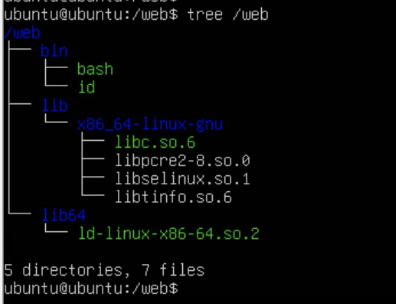 ubuntu@ubuntu:/web$ tree /web
/web
├── bin
│   ├── bash
│   └── id
├── lib
│   └── x86_64-linux-gnu
│       ├── libc.so.6
│       ├── libpcre2-8.so.0
│       ├── libselinux.so.1
│       └── libtinfo.so.6
└── lib64
    └── ld-linux-x86-64.so.2
5 directories, 7 files
ubuntu@ubuntu:/web$